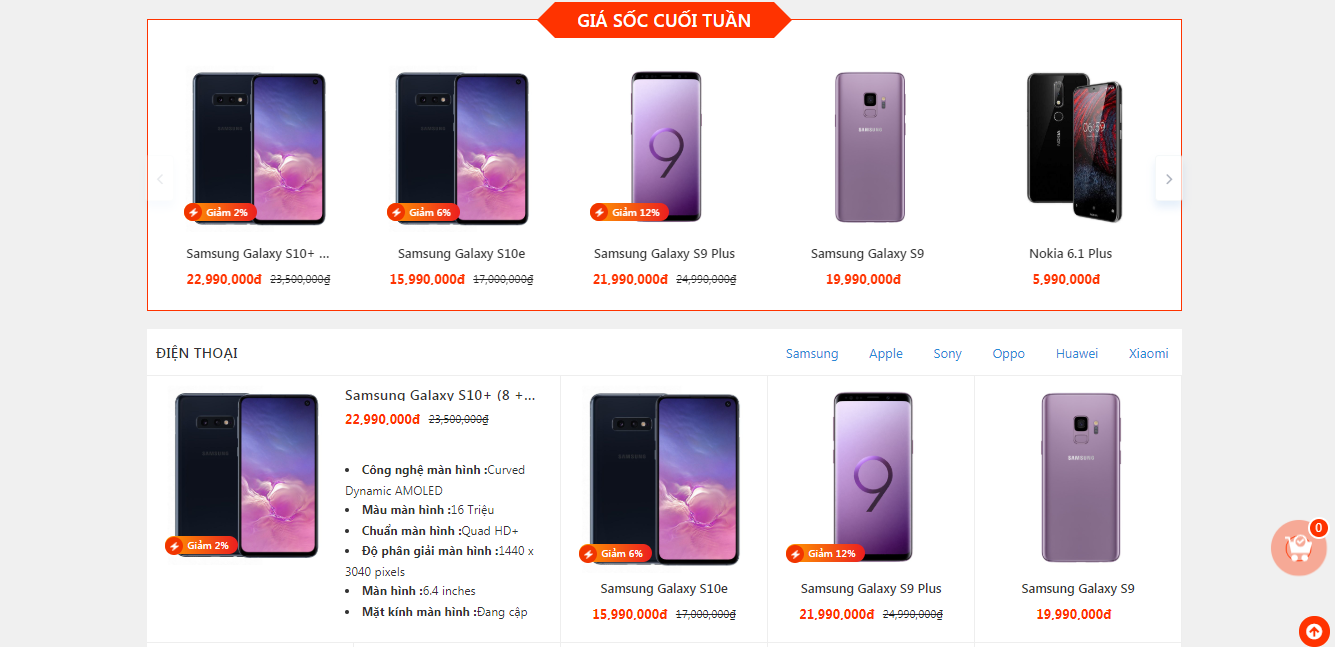 GIÁ SỐC CUỐI TUẦN
SAMSUNG
06:59
NOKIA
Giảm 2%
Giảm 6%
Giảm 12%
Samsung Galaxy S10+ ...
22,990,000đ 23,500,000₫
Samsung Galaxy S10e
15,990,000đ 17,000,000₫
Samsung Galaxy S9 Plus
21,990,000đ 24,990,000₫
Samsung Galaxy S9
19,990,000đ
Nokia 6.1 Plus
5,990,000đ
ĐIỆN THOẠI
Samsung Apple Sony Oppo Huawei Xiaomi
Giảm 2%
Samsung Galaxy S10+ (8 +...
22,990,000đ 23,500,000₫
Công nghệ màn hình :Curved
Dynamic AMOLED
Màu màn hình :16 Triệu
Chuẩn màn hình :Quad HD+
Độ phân giải màn hình :1440 x
3040 pixels
Màn hình :6.4 inches
Mặt kính màn hình :Đang cập
Giảm 6%
Samsung Galaxy S10e
15,990,000đ 17,000,000₫
Giảm 12%
Samsung Galaxy S9 Plus
21,990,000đ 24,990,000₫
SAMSUNG
Samsung Galaxy S9
19,990,000đ
0